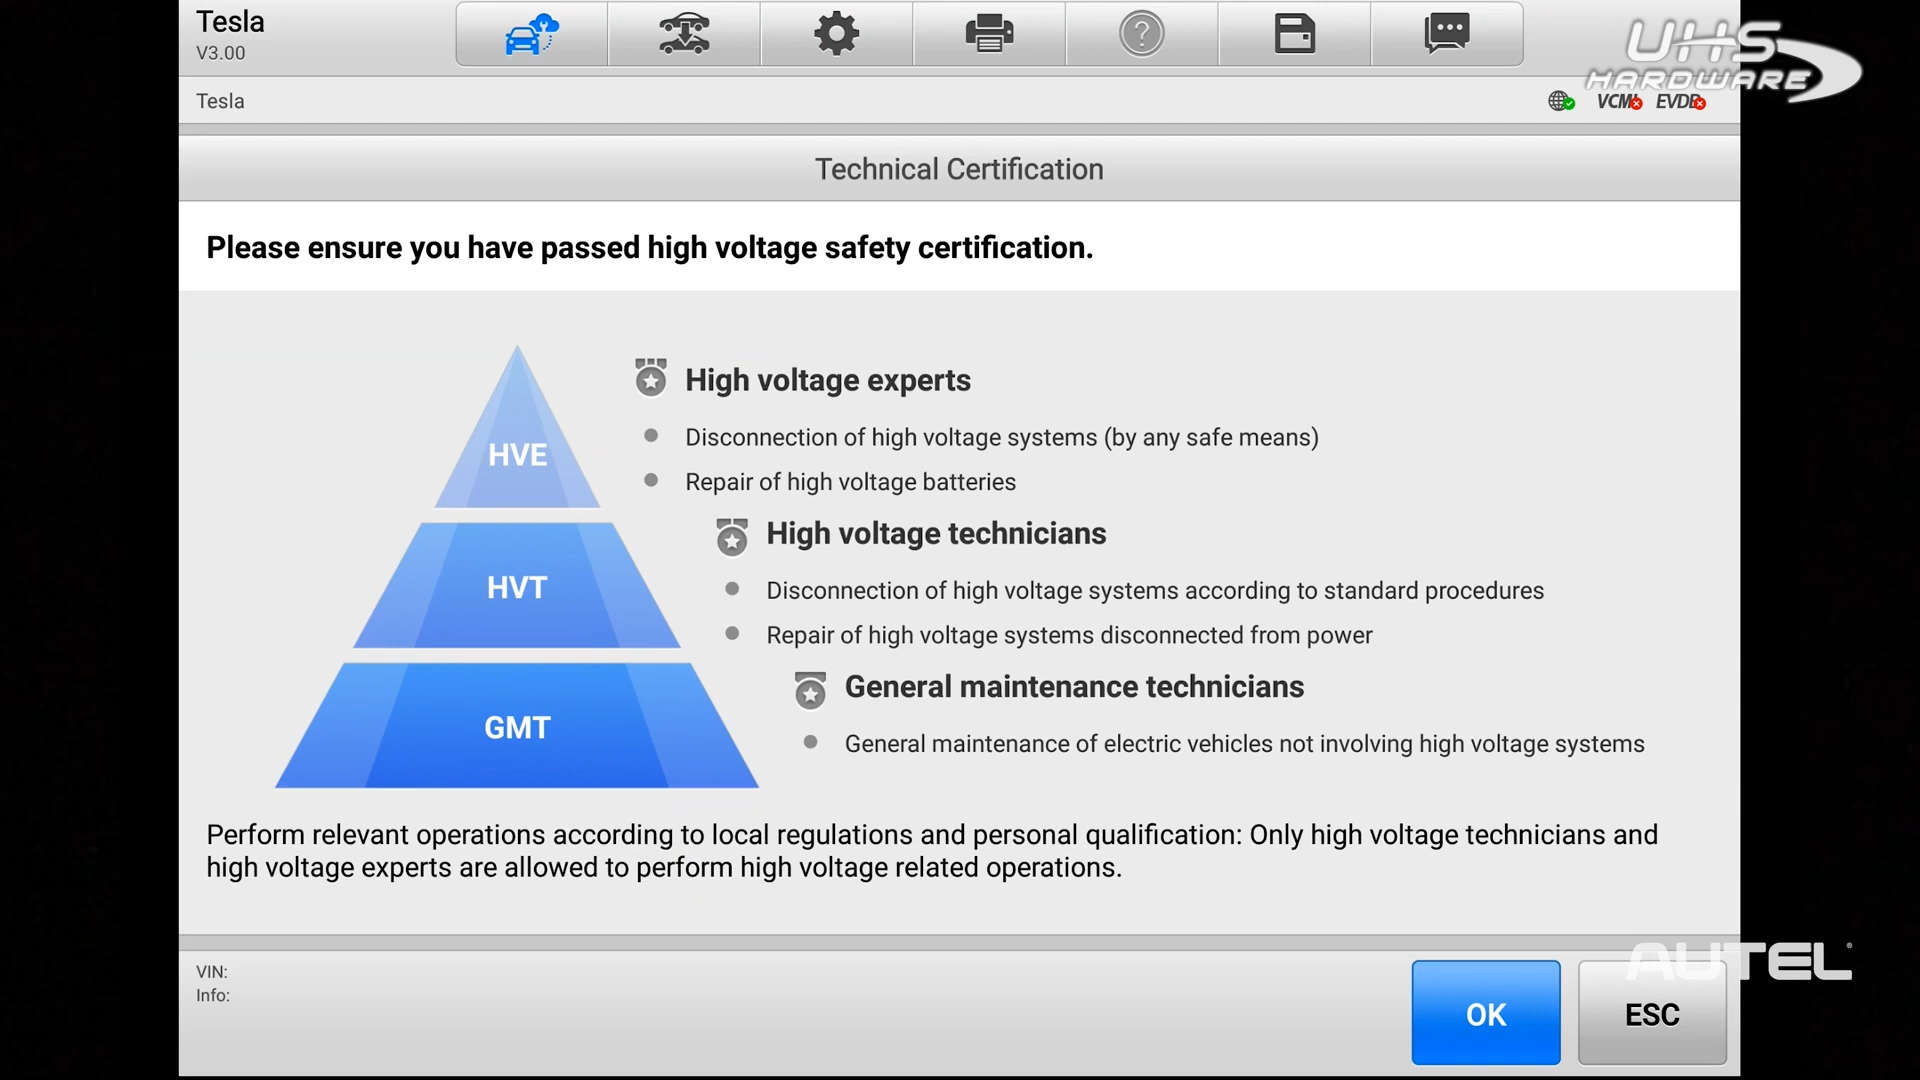 Tesla
V3.00
UHS
HARDWARE
Tesla
VCMI
EVDB
Technical Certification
Please ensure you have passed high voltage safety certification.
High voltage experts
HVE
Disconnection of high voltage systems (by any safe means)
Repair of high voltage batteries
High voltage technicians
HVT
Disconnection of high voltage systems according to standard procedures
Repair of high voltage systems disconnected from power
General maintenance technicians
GMT
General maintenance of electric vehicles not involving high voltage systems
Perform relevant operations according to local regulations and personal qualification: Only high voltage technicians and
high voltage experts are allowed to perform high voltage related operations.
AUTEL®
VIN:
Info:
OK
ESC